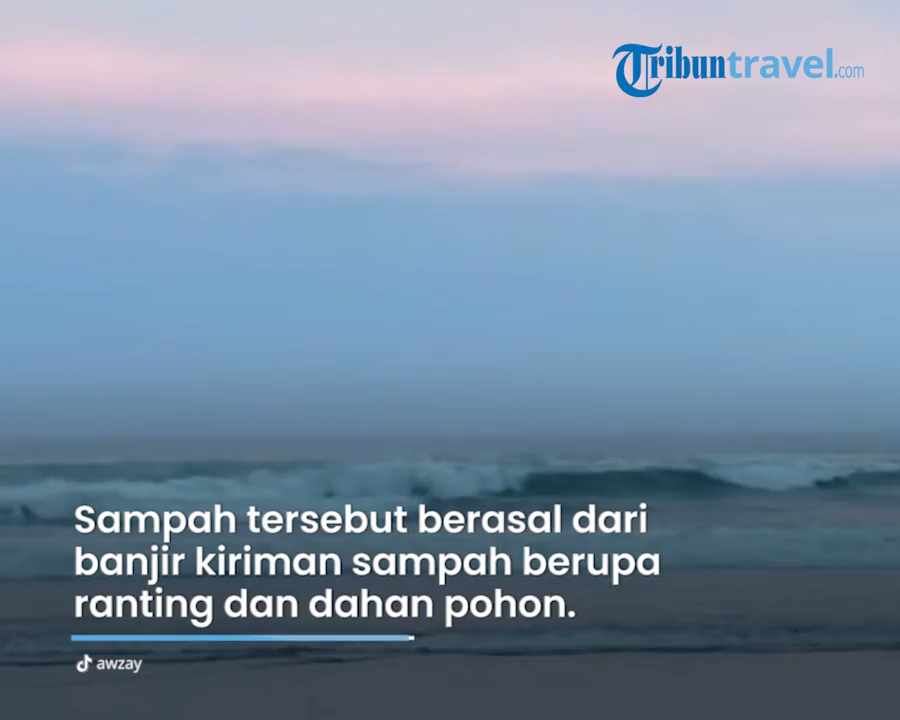 Tribuntravel.com
Sampah tersebut berasal dari
banjir kiriman sampah berupa
ranting dan dahan pohon.
awzay